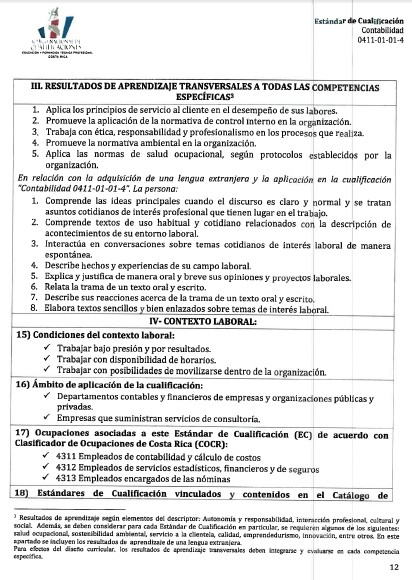 Estándar de Cualificación
Contabilidad
0411-01-01-4
CUALIFICACIONES
EDUCACIÓN Y FORMACIÓN TÉCNICA PROFESIONAL
COSTA RICA
III. RESULTADOS DE APRENDIZAJE TRANSVERSALES A TODAS LAS COMPETENCIAS
ESPECÍFICAS³
1. Aplica los principios de servicio al cliente en el desempeño de sus labores.
2. Promueve la aplicación de la normativa de control interno en la organización.
3. Trabaja con ética, responsabilidad y profesionalismo en los procesos que realiza.
4. Promueve la normativa ambiental en la organización.
5. Aplica las normas de salud ocupacional, según protocolos establecidos por la
organización.
En relación con la adquisición de una lengua extranjera y la aplicación en la cualificación
"Contabilidad 0411-01-01-4". La persona:
1. Comprende las ideas principales cuando el discurso es claro y normal y se tratan
asuntos cotidianos de interés profesional que tienen lugar en el trabajo.
2. Comprende textos de uso habitual y cotidiano relacionados con la descripción de
acontecimientos de su entorno laboral.
3. Interactúa en conversaciones sobre temas cotidianos de interés laboral de manera
espontánea.
4. Describe hechos y experiencias de su campo laboral.
5. Explica y justifica de manera oral y breve sus opiniones y proyectos laborales.
6. Relata la trama de un texto oral y escrito.
7. Describe sus reacciones acerca de la trama de un texto oral y escrito.
8. Elabora textos sencillos y bien enlazados sobre temas de interés laboral.
IV- CONTEXTO LABORAL:
15) Condiciones del contexto laboral:
✓ Trabajar bajo presión y por resultados.
✓ Trabajar con disponibilidad de horarios.
✓ Trabajar con posibilidades de movilizarse dentro de la organización.
16) Ámbito de aplicación de la cualificación:
✓ Departamentos contables y financieros de empresas y organizaciones públicas y
privadas.
✓ Empresas que suministran servicios de consultoría.
17) Ocupaciones asociadas a este Estándar de Cualificación (EC) de acuerdo con
Clasificador de Ocupaciones de Costa Rica (COCR):
✓ 4311 Empleados de contabilidad y cálculo de costos
✓ 4312 Empleados de servicios estadísticos, financieros y de seguros
✓ 4313 Empleados encargados de las nóminas
18) Estándares de Cualificación vinculados y contenidos en el Catálogo de
³ Resultados de aprendizaje según elementos del descriptor: Autonomía y responsabilidad, interacción profesional, cultural y
social. Además, se deben considerar para cada Estándar de Cualificación en particular, se requieren algunos de los siguientes:
salud ocupacional, sostenibilidad ambiental, servicio a la clientela, calidad, emprendedurismo, innovación, entre otros. En este
apartado se incluyen los resultados de aprendizaje de una lengua extranjera.
Para efectos del diseño curricular, los resultados de aprendizaje transversales deben integrarse y evaluarse en cada competencia
específica.
12